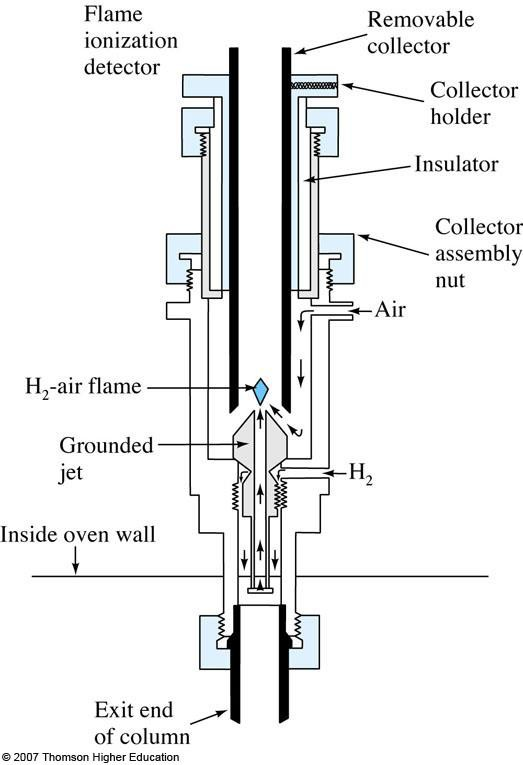 Flame
ionization
detector
Removable
collector
Collector
holder
Insulator
Collector
assembly
nut
Air
H₂-air flame
Grounded
jet
H₂
Inside oven wall
Exit end
of column
© 2007 Thomson Higher Education